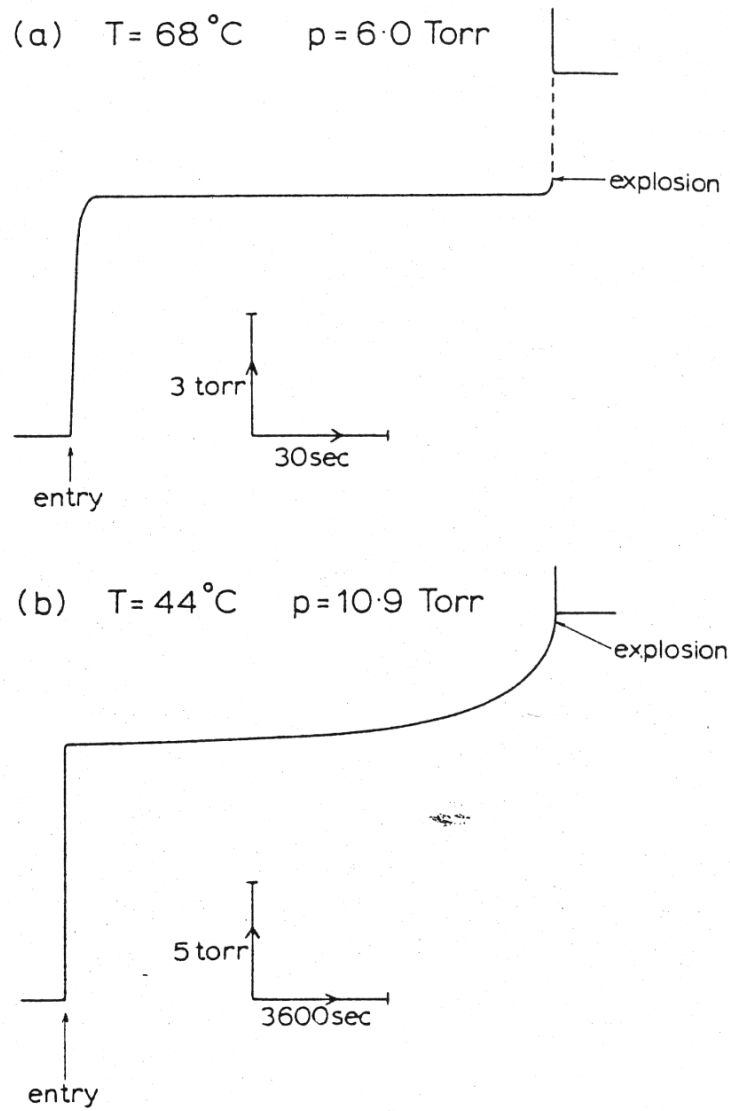 (a) T= 68 °C p=6·0 Torr
explosion
3 torr
30sec
entry
(b) T= 44 °C p=10·9 Torr
explosion
5 torr
3600sec
entry